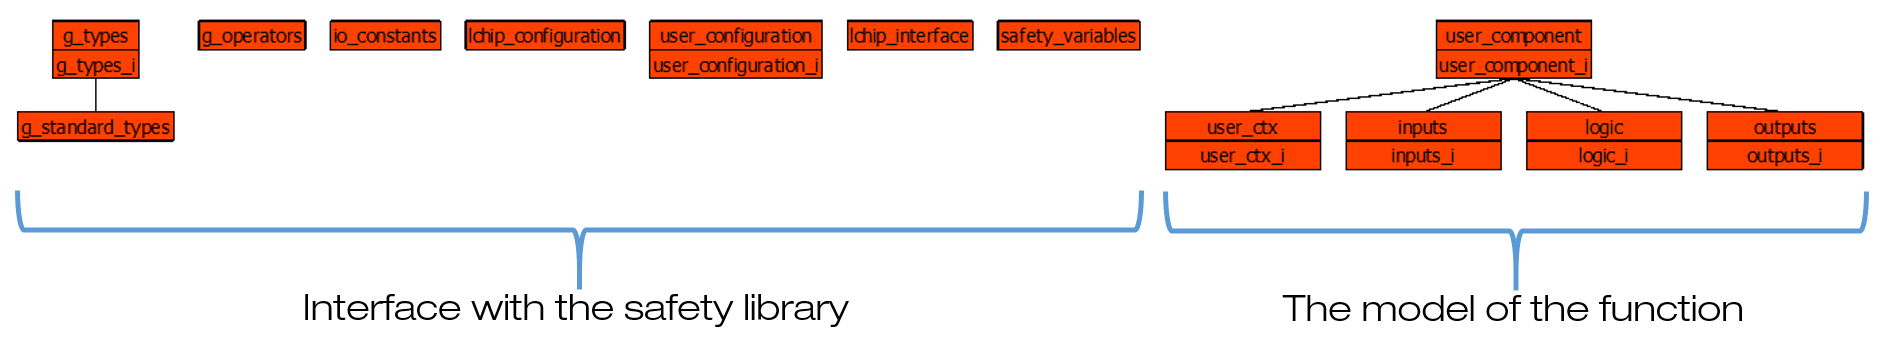 g_types
g_types_i
g_standard_types
g_operators
io_constants
lchip_configuration
user_configuration
user_configuration_i
lchip_interface
safety_variables
user_component
user_component_i
user_ctx
user_ctx_i
inputs
inputs_i
logic
logic_i
outputs
outputs_i
Interface with the safety library
The model of the function